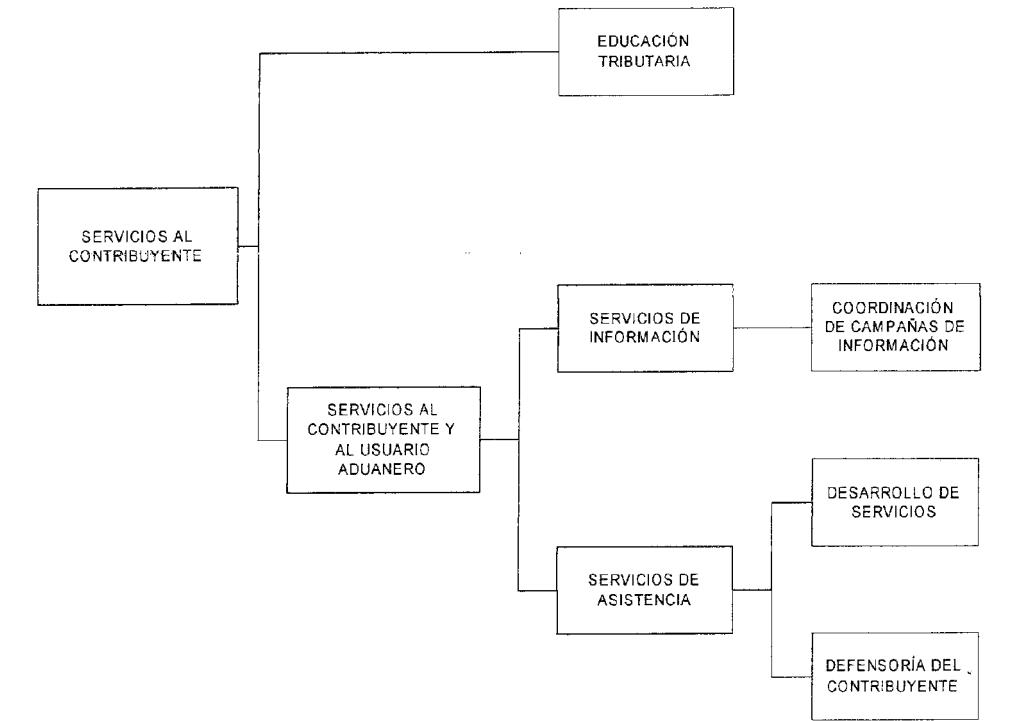 EDUCACIÓN
TRIBUTARIA
SERVICIOS AL
CONTRIBUYENTE
SERVICIOS DE
INFORMACIÓN
COORDINACIÓN
DE CAMPAÑAS DE
INFORMACIÓN
SERVICIOS AL
CONTRIBUYENTE Y
AL USUARIO
ADUANERO
DESARROLLO DE
SERVICIOS
SERVICIOS DE
ASISTENCIA
DEFENSORÍA DEL
CONTRIBUYENTE